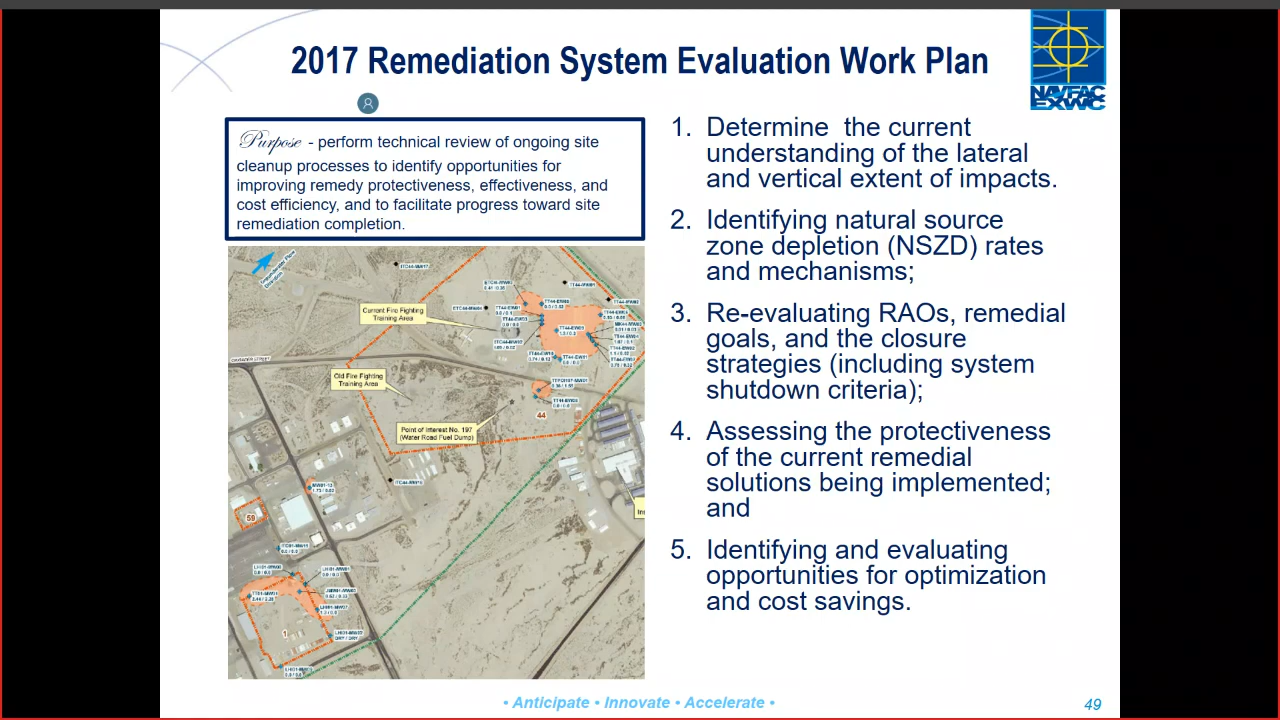 2017 Remediation System Evaluation Work Plan
NAVFAC
EXWC
Purpose - perform technical review of ongoing site
cleanup processes to identify opportunities for
improving remedy protectiveness, effectiveness, and
cost efficiency, and to facilitate progress toward site
remediation completion.
1. Determine the current
understanding of the lateral
and vertical extent of impacts.
2. Identifying natural source
zone depletion (NSZD) rates
and mechanisms;
3. Re-evaluating RAOs, remedial
goals, and the closure
strategies (including system
shutdown criteria);
4. Assessing the protectiveness
of the current remedial
solutions being implemented;
and
5. Identifying and evaluating
opportunities for optimization
and cost savings.
Current Fire Fighting
Training Area
Old Fire Fighting
Training Area
Point of Interest No. 197
(Water Road Fuel Dump)
44
59
1
• Anticipate • Innovate • Accelerate •
49